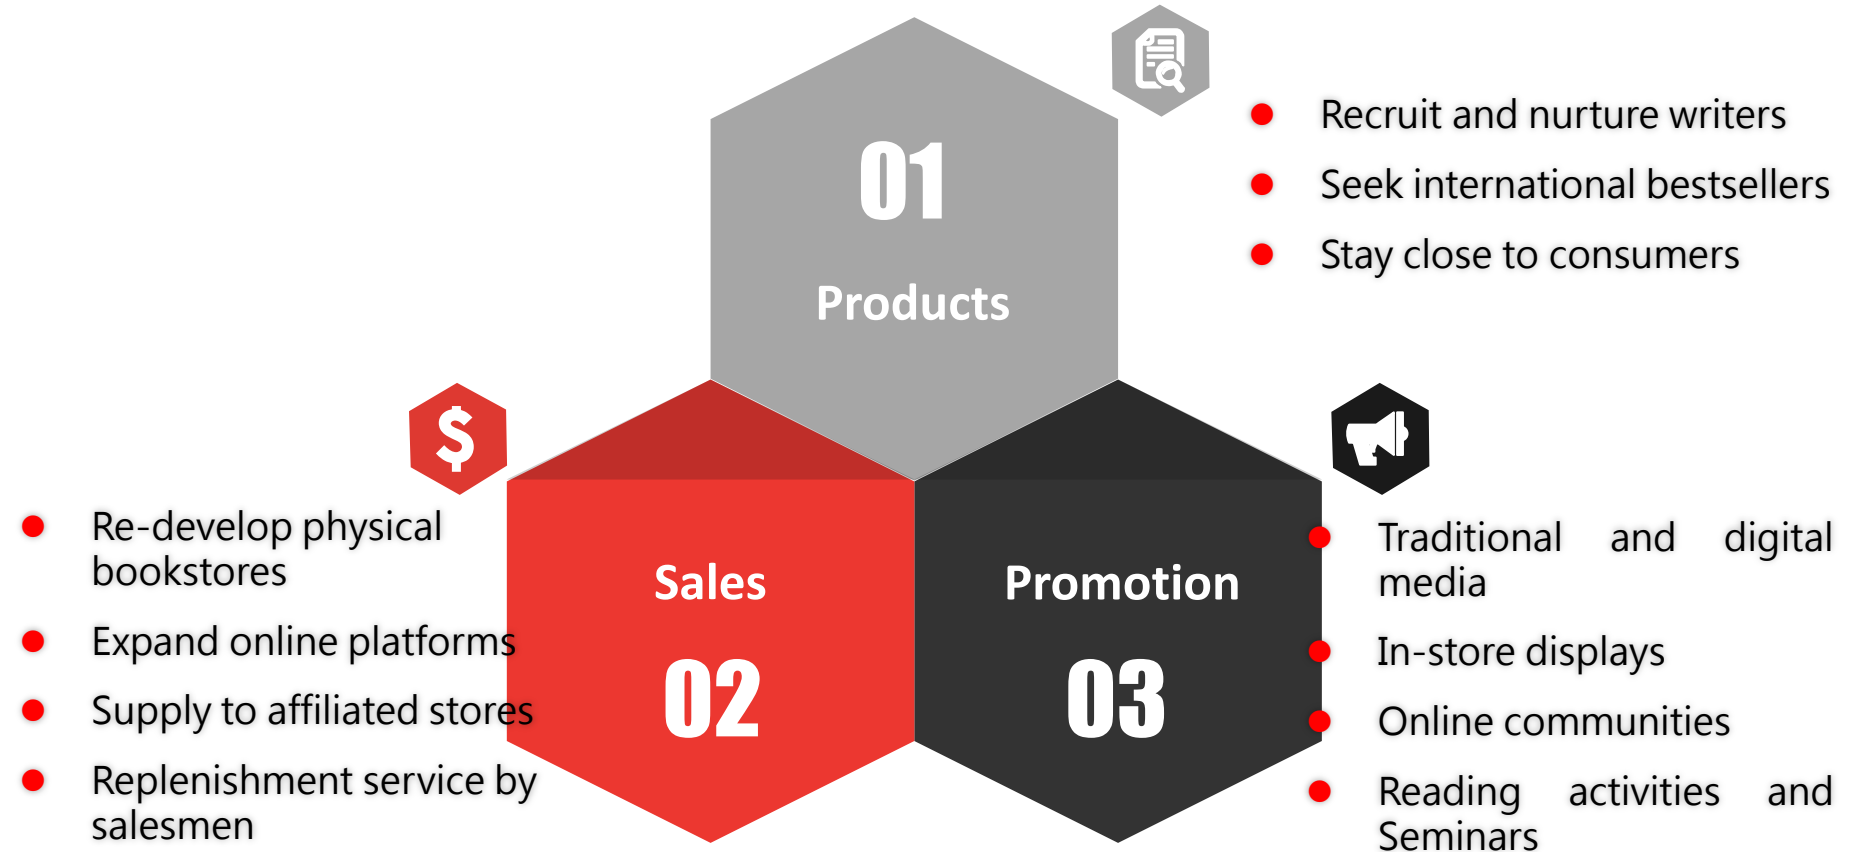 01
Products
Recruit and nurture writers
Seek international bestsellers
Stay close to consumers
$
Sales
02
Re-develop physical
bookstores
Expand online platforms
Supply to affiliated stores
Replenishment service by
salesmen
Promotion
03
Traditional and digital
media
In-store displays
Online communities
Reading activities and
Seminars